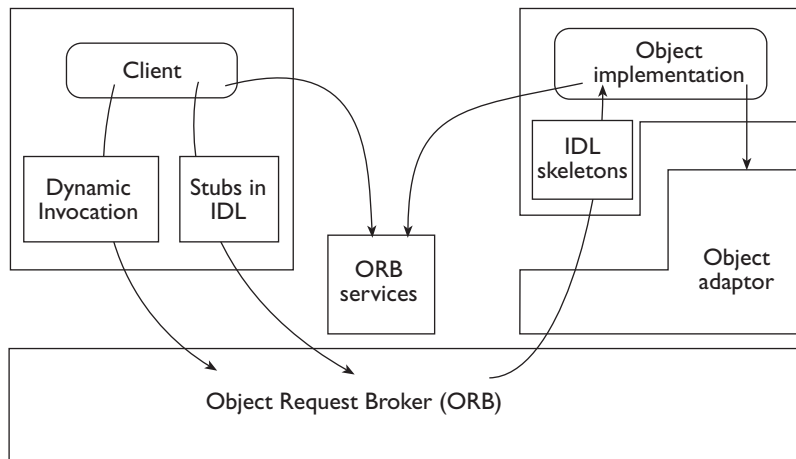 Client
Dynamic
Invocation
Stubs in
IDL
ORB
services
Object
implementation
IDL
skeletons
Object
adaptor
Object Request Broker (ORB)